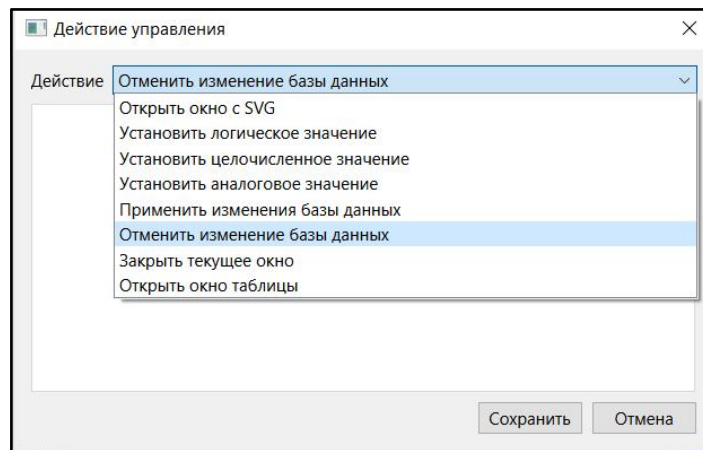 Действие управления
Действие Отменить изменение базы данных
Открыть окно с SVG
Установить логическое значение
Установить целочисленное значение
Установить аналоговое значение
Применить изменения базы данных
Отменить изменение базы данных
Закрыть текущее окно
Открыть окно таблицы
Сохранить Отмена